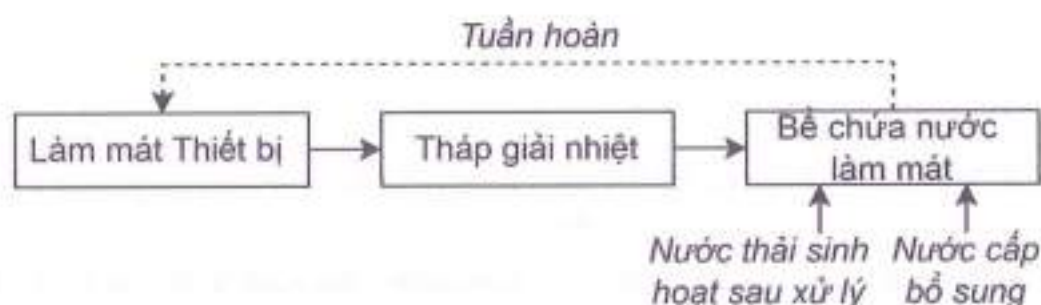 Tuần hoàn
Làm mát Thiết bị
Tháp giải nhiệt
Bể chứa nước
làm mát
Nước thải sinh
hoạt sau xử lý
Nước cấp
bổ sung